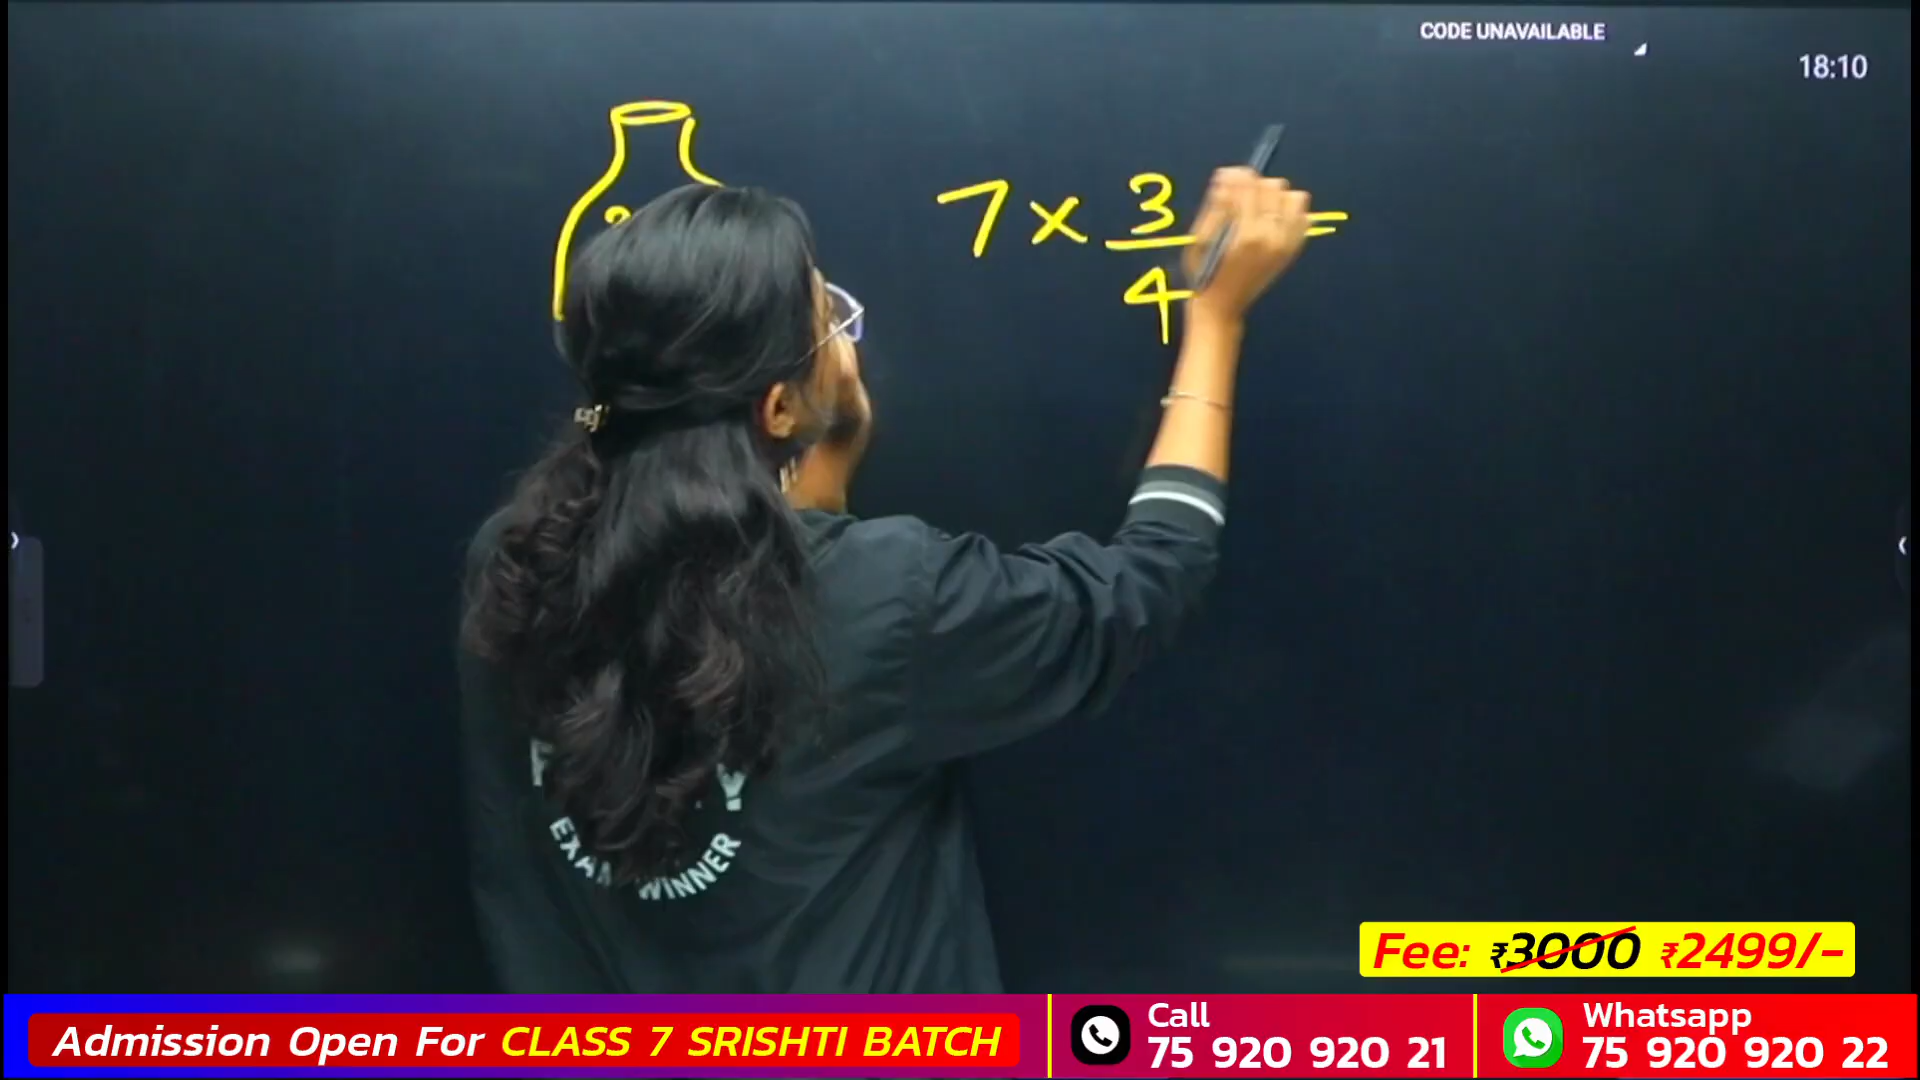 CODE UNAVAILABLE
18:10
7 × 3/4 =
EXAM WINNER
Fee: ₹3000 ₹2499/-
Admission Open For CLASS 7 SRISHTI BATCH
Call
75 920 920 21
Whatsapp
75 920 920 22